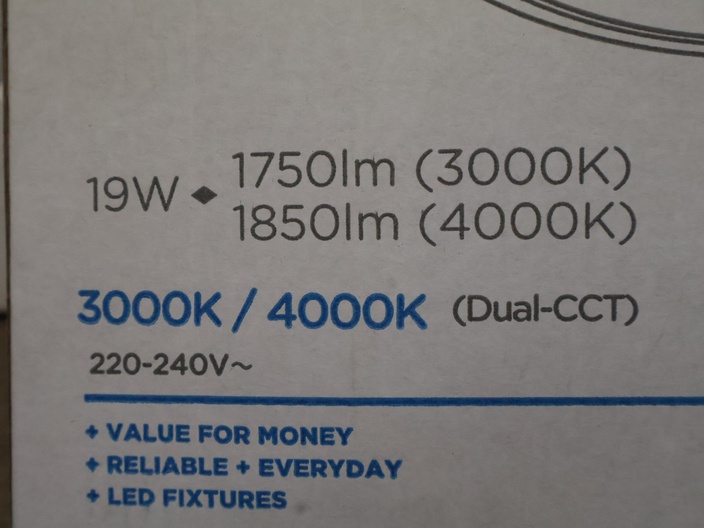 19W ◆ 1750lm (3000K)
1850lm (4000K)
3000K / 4000K (Dual-CCT)
220-240V~
+ VALUE FOR MONEY
+ RELIABLE + EVERYDAY
+ LED FIXTURES